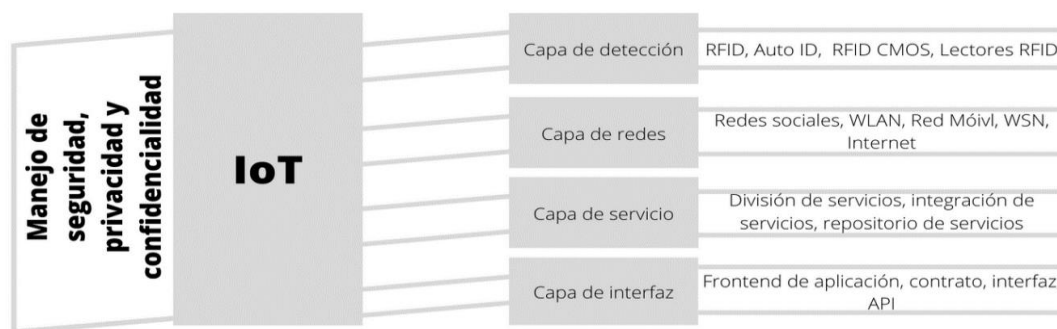 Manejo de
seguridad,
privacidad y
confidencialidad
IoT
Capa de detección
RFID, Auto ID, RFID CMOS, Lectores RFID
Capa de redes
Redes sociales, WLAN, Red Móivl, WSN,
Internet
Capa de servicio
División de servicios, integración de
servicios, repositorio de servicios
Capa de interfaz
Frontend de aplicación, contrato, interfaz
API